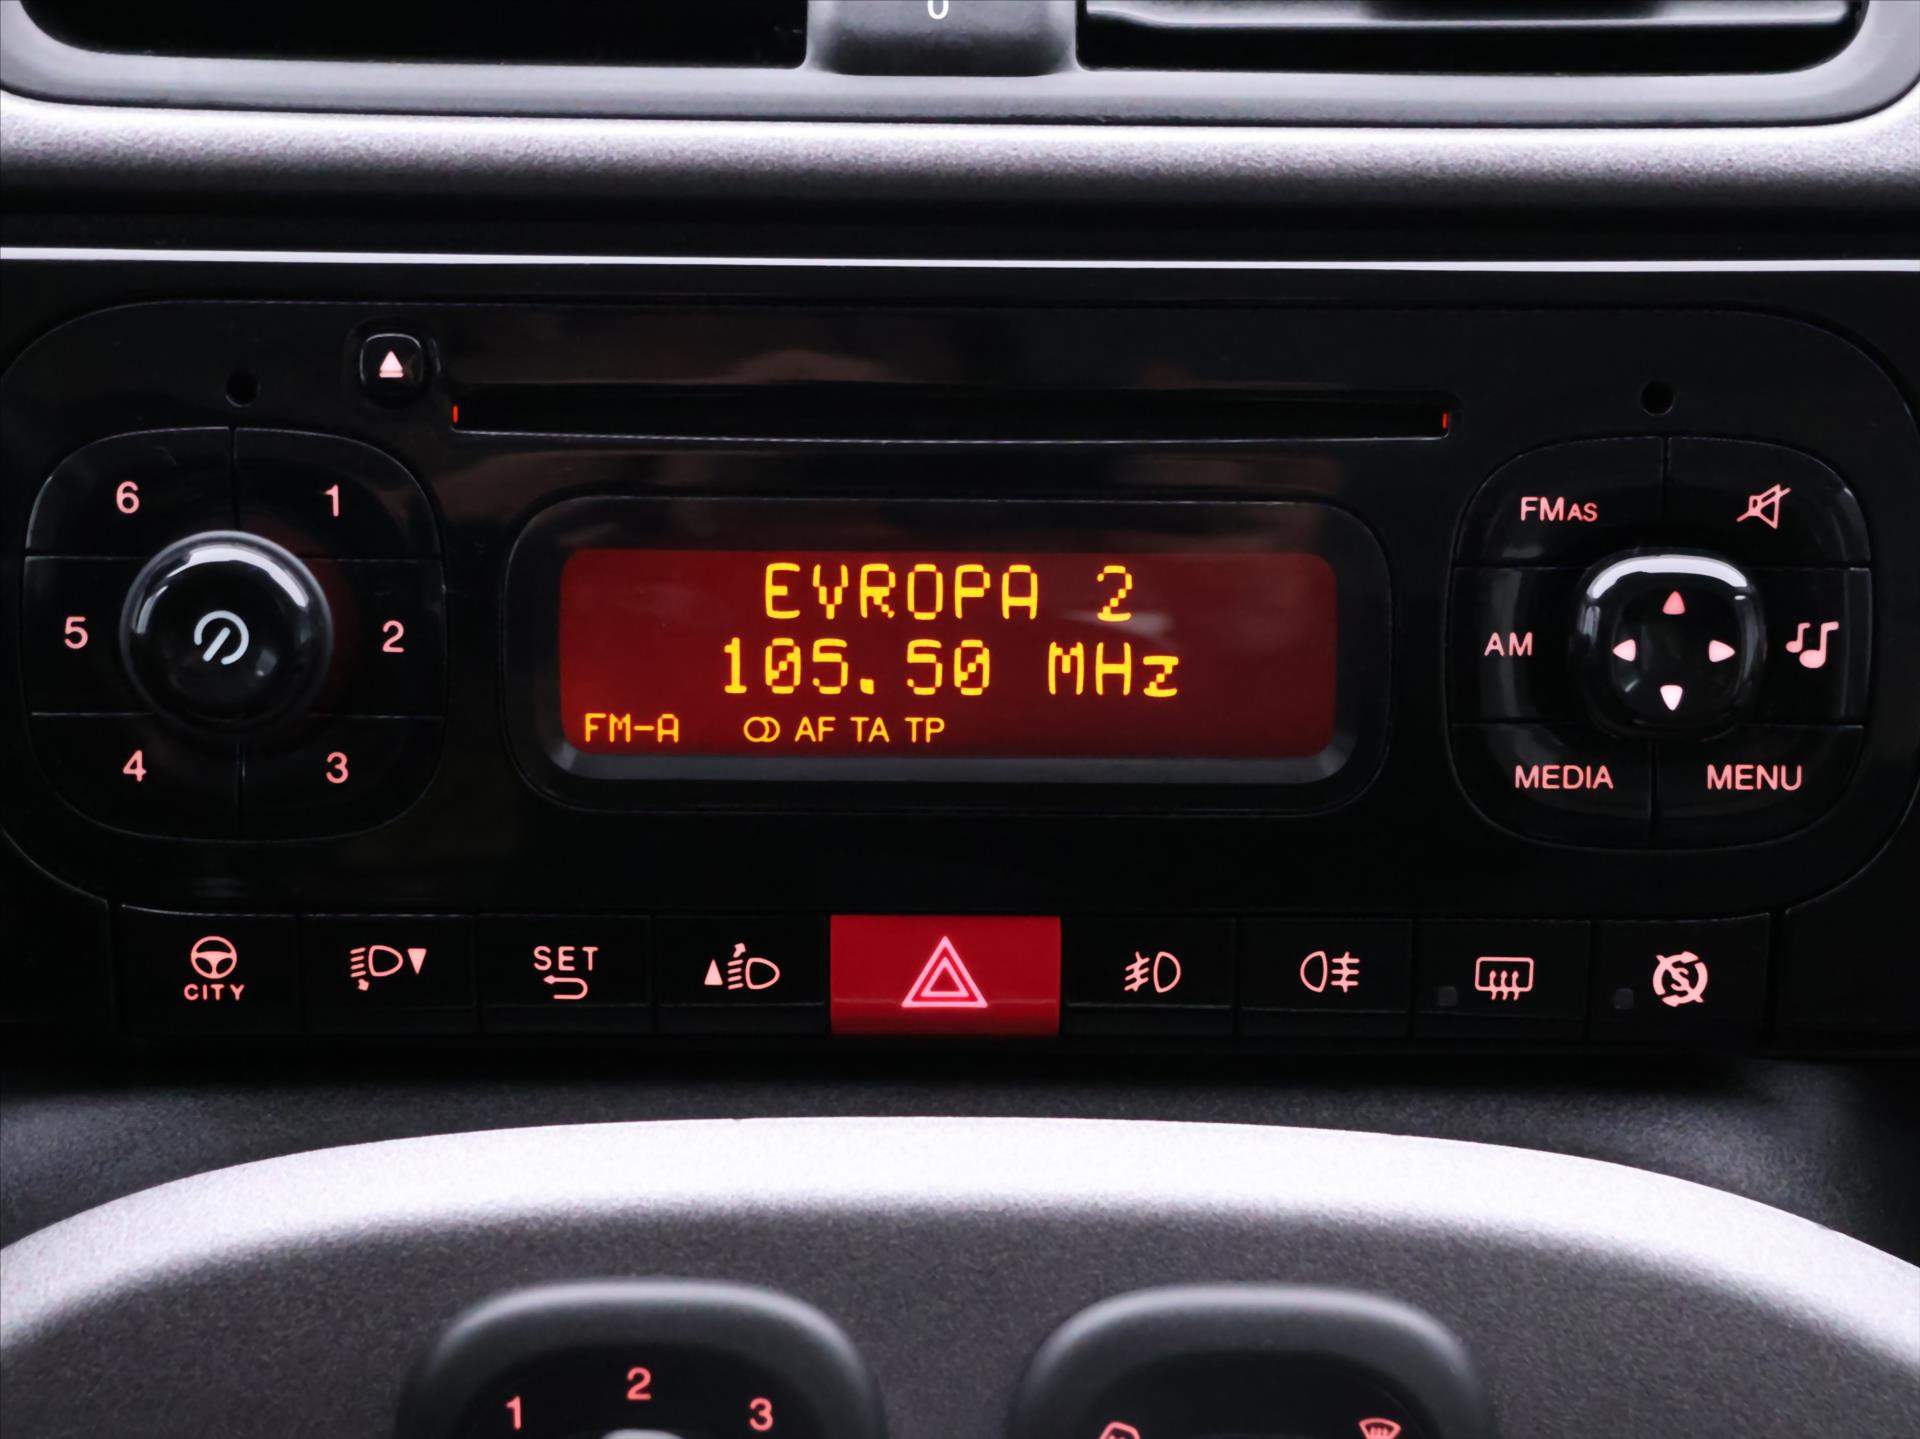 0
6 1
5 2
4 3
EVROPA 2
105.50 MHz
FM-A AF TA TP
FMAS
AM
MEDIA MENU
CITY
SET
1 2 3